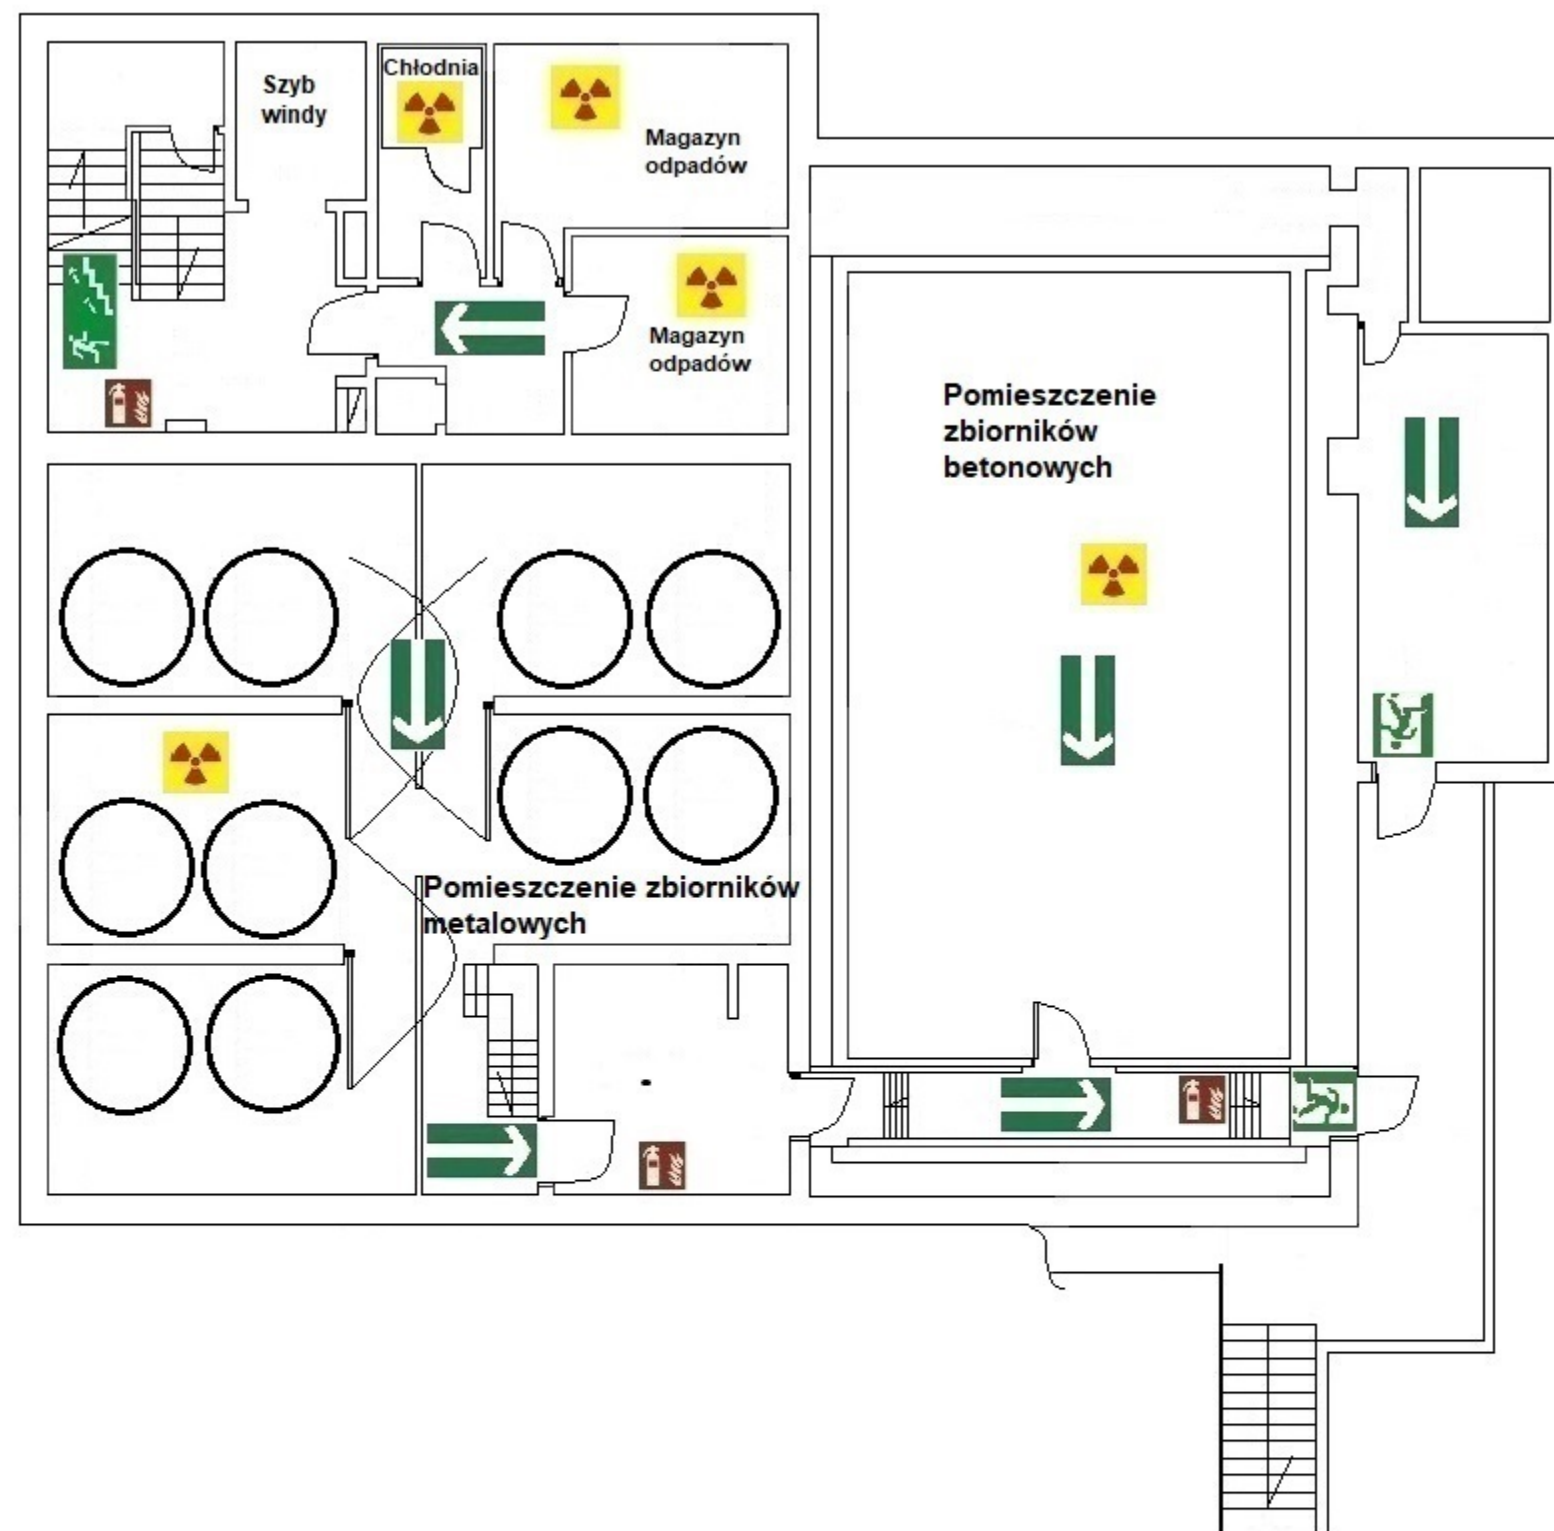 Szyb
windy
Chłodnia
Magazyn
odpadów
Magazyn
odpadów
Pomieszczenie
zbiorników
betonowych
Pomieszczenie zbiorników
metalowych